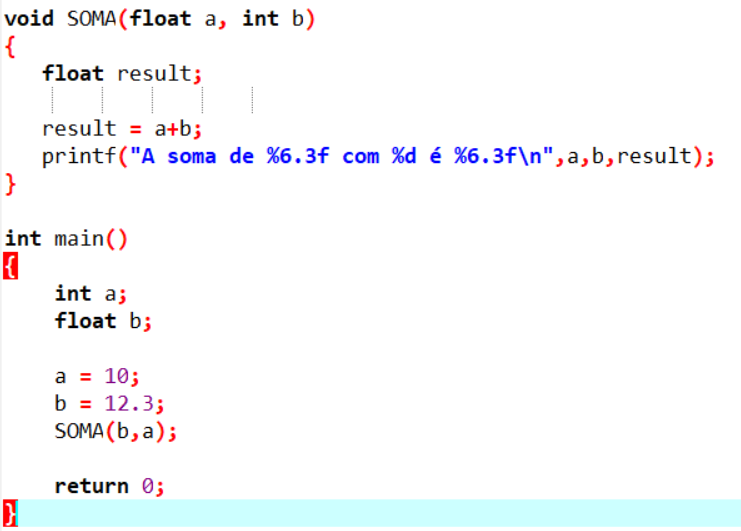 void SOMA(float a, int b)
{
float result;
result = a+b;
printf("A soma de %6.3f com %d é %6.3f\n",a,b,result);
}
int main()
{
int a;
float b;
a = 10;
b = 12.3;
SOMA(b,a);
return 0;
}